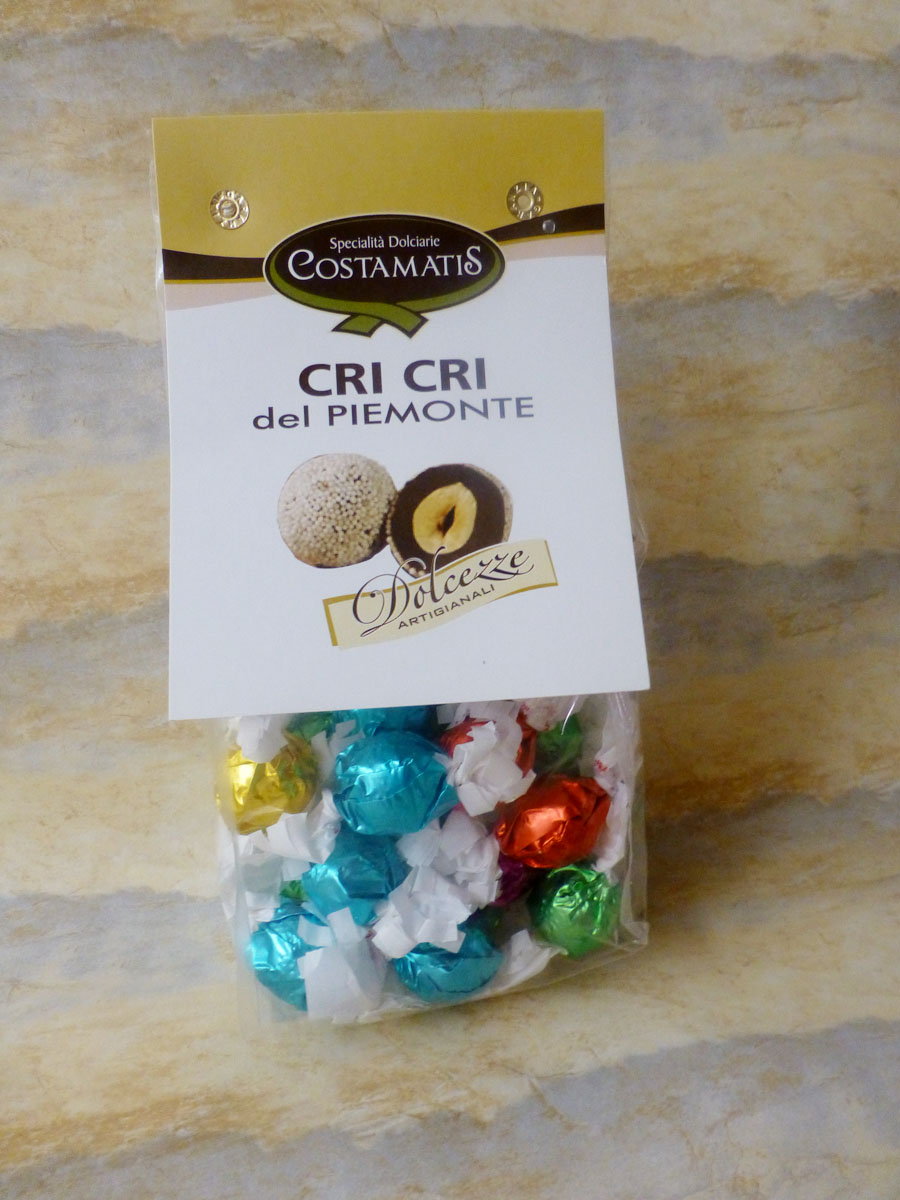 Specialità Dolciarie
COSTAMATIS
CRI CRI
del PIEMONTE
Dolcezze
ARTIGIANALI